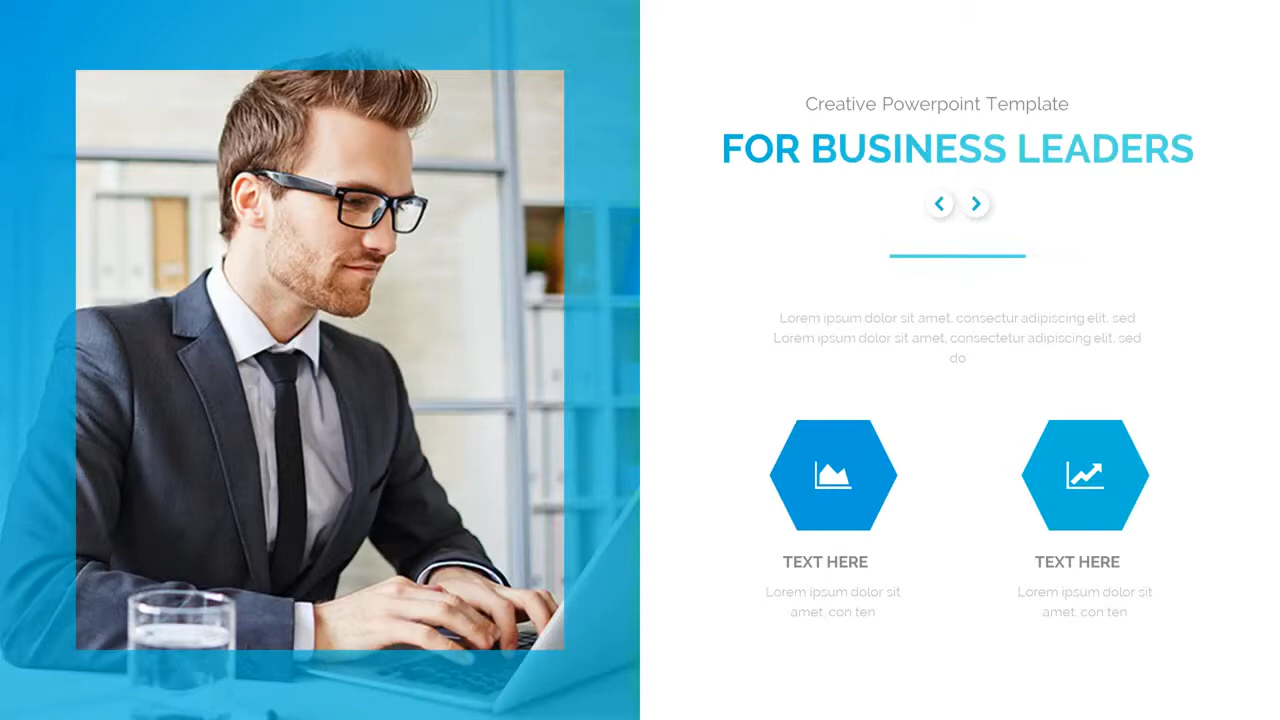 Creative Powerpoint Template
FOR BUSINESS LEADERS
Lorem ipsum dolor sit amet, consectur adipiscing elit, sed
Lorem ipsum dolor sit amet, consectetur adipiscing elit, sed
do
TEXT HERE
Lorem ipsum dolor sit
amet, con ten
TEXT HERE
Lorem ipsum dolor sit
amet, con ten